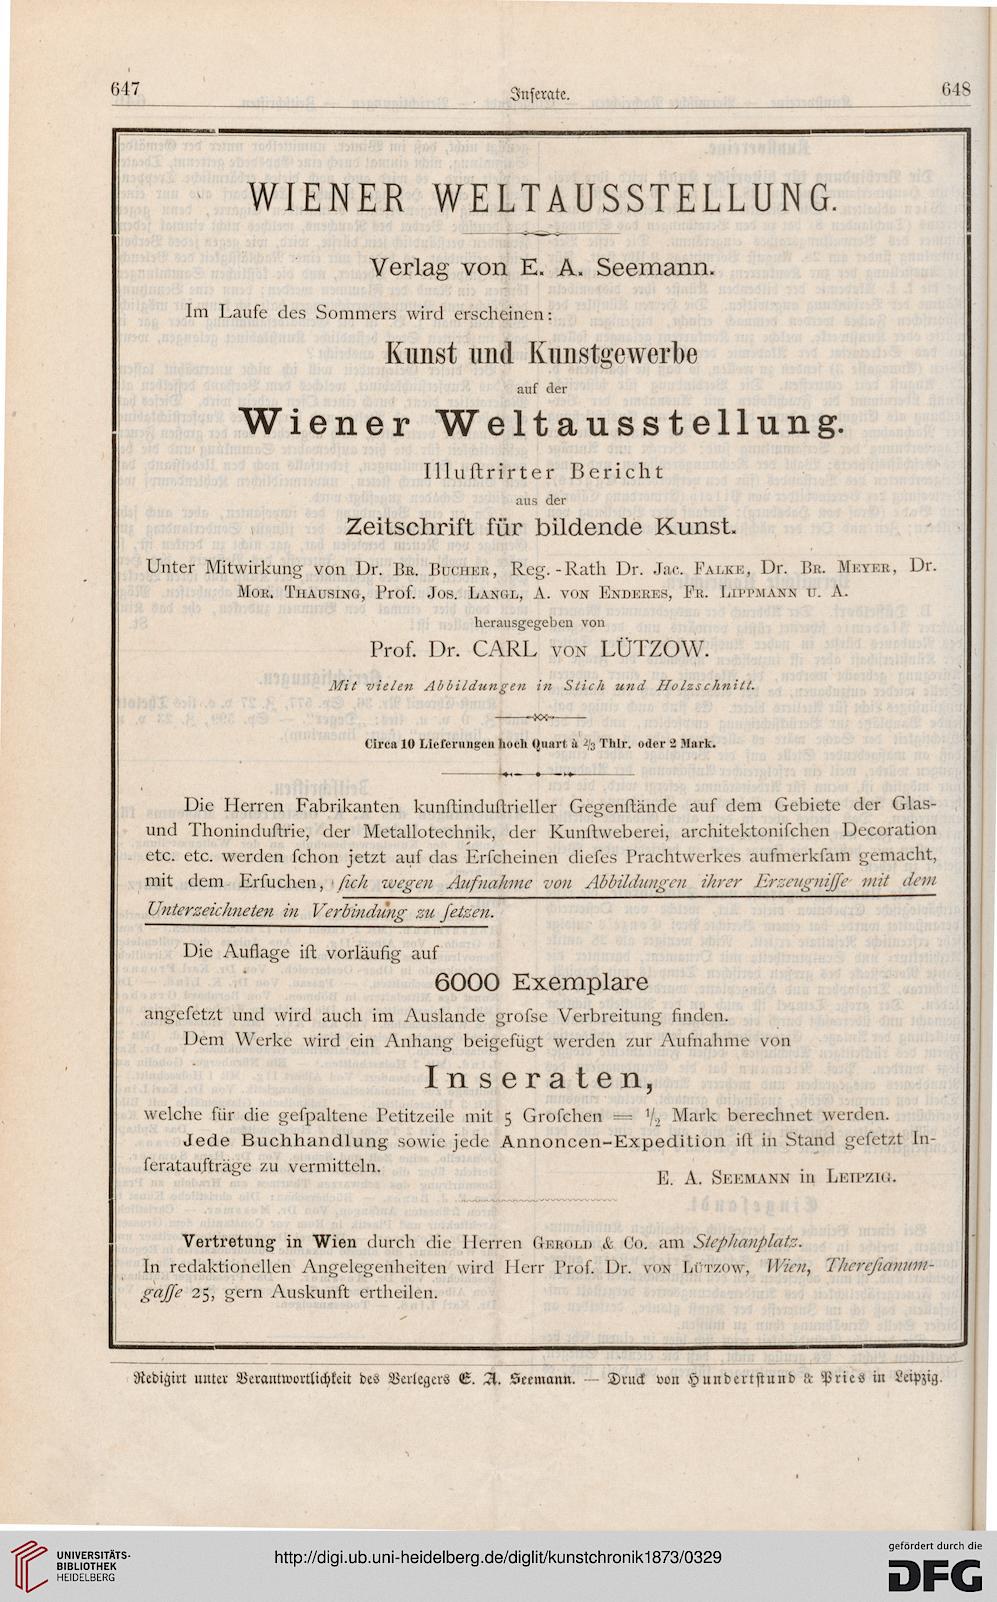 647
Inſerate.
648
WIENER WELTAUSSTELLUNG.
Verlag von E. A. Seemann.
Im Laufe des Sommers wird erscheinen:
Kunst und Kunstgewerbe
auf der
Wiener Weltausstellung.
Illuſtrirter Bericht
aus der
Zeitschrift für bildende Kunst.
Unter Mitwirkung von Dr. Br. Bucher, Reg.-Rath Dr. Jac. Falke, Dr. Br. Meyer, Dr.
Mor. Thausing, Prof. Jos. Langl, A. von Enderes, Fr. Lippmann u. A.
herausgegeben von
Prof. Dr. CARL von LÜTZOW.
Mit vielen Abbildungen in Stich und Holzschnitt.
Circa 10 Lieferungen hoch Quart à 2/3 Thlr. oder 2 Mark.
Die Herren Fabrikanten kunſtinduſtrieller Gegenſtände auf dem Gebiete der Glas-
und Thoninduſtrie, der Metallotechnik, der Kunſtweberei, architektoniſchen Decoration
etc. etc. werden ſchon jetzt auf das Erſcheinen dieſes Prachtwerkes aufmerkſam gemacht,
mit dem Erſuchen, ſich wegen Aufnahme von Abbildungen ihrer Erzeugniſſe mit dem
Unterzeichneten in Verbindung zu ſetzen.
Die Auflage iſt vorläufig auf
6000 Exemplare
angeſetzt und wird auch im Auslande groſse Verbreitung finden.
Dem Werke wird ein Anhang beigefügt werden zur Aufnahme von
Inseraten,
welche für die geſpaltene Petitzeile mit 5 Groſchen = 1/2 Mark berechnet werden.
Jede Buchhandlung sowie jede Annoncen-Expedition iſt in Stand geſetzt In-
ſerataufträge zu vermitteln.
E. A. Seemann in Leipzig.
Vertretung in Wien durch die Herren Gerold & Co. am Stephanplatz.
In redaktionellen Angelegenheiten wird Herr Prof. Dr. von Lützow, Wien, Thereſianum-
gaſſe 25, gern Auskunft ertheilen.
Redigirt unter Verantwortlichkeit des Verlegers E. A. Seemann. — Druck von Hundertſtund & Pries in Leipzig.
UNIVERSITÄTS-
BIBLIOTHEK
HEIDELBERG
http://digi.ub.uni-heidelberg.de/diglit/kunstchronik1873/0329
gefördert durch die
DFG